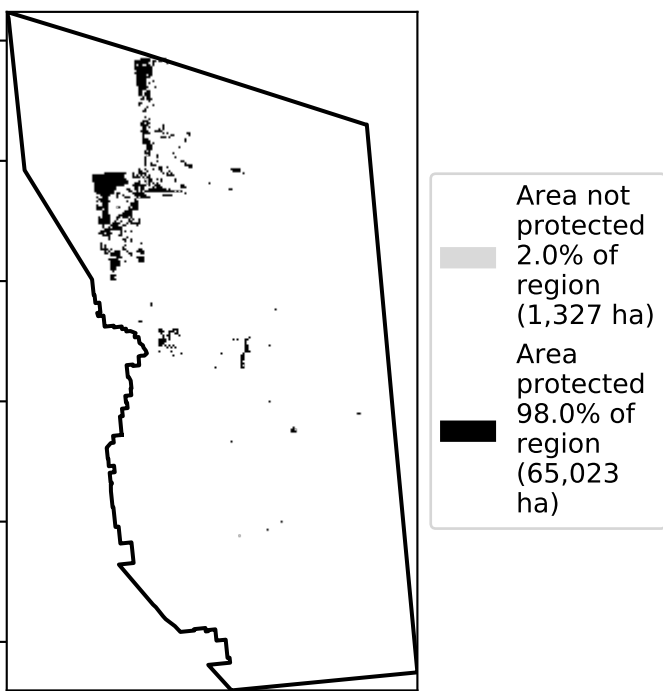 Area not
protected
2.0% of
region
(1,327 ha)
Area
protected
98.0% of
region
(65,023
ha)